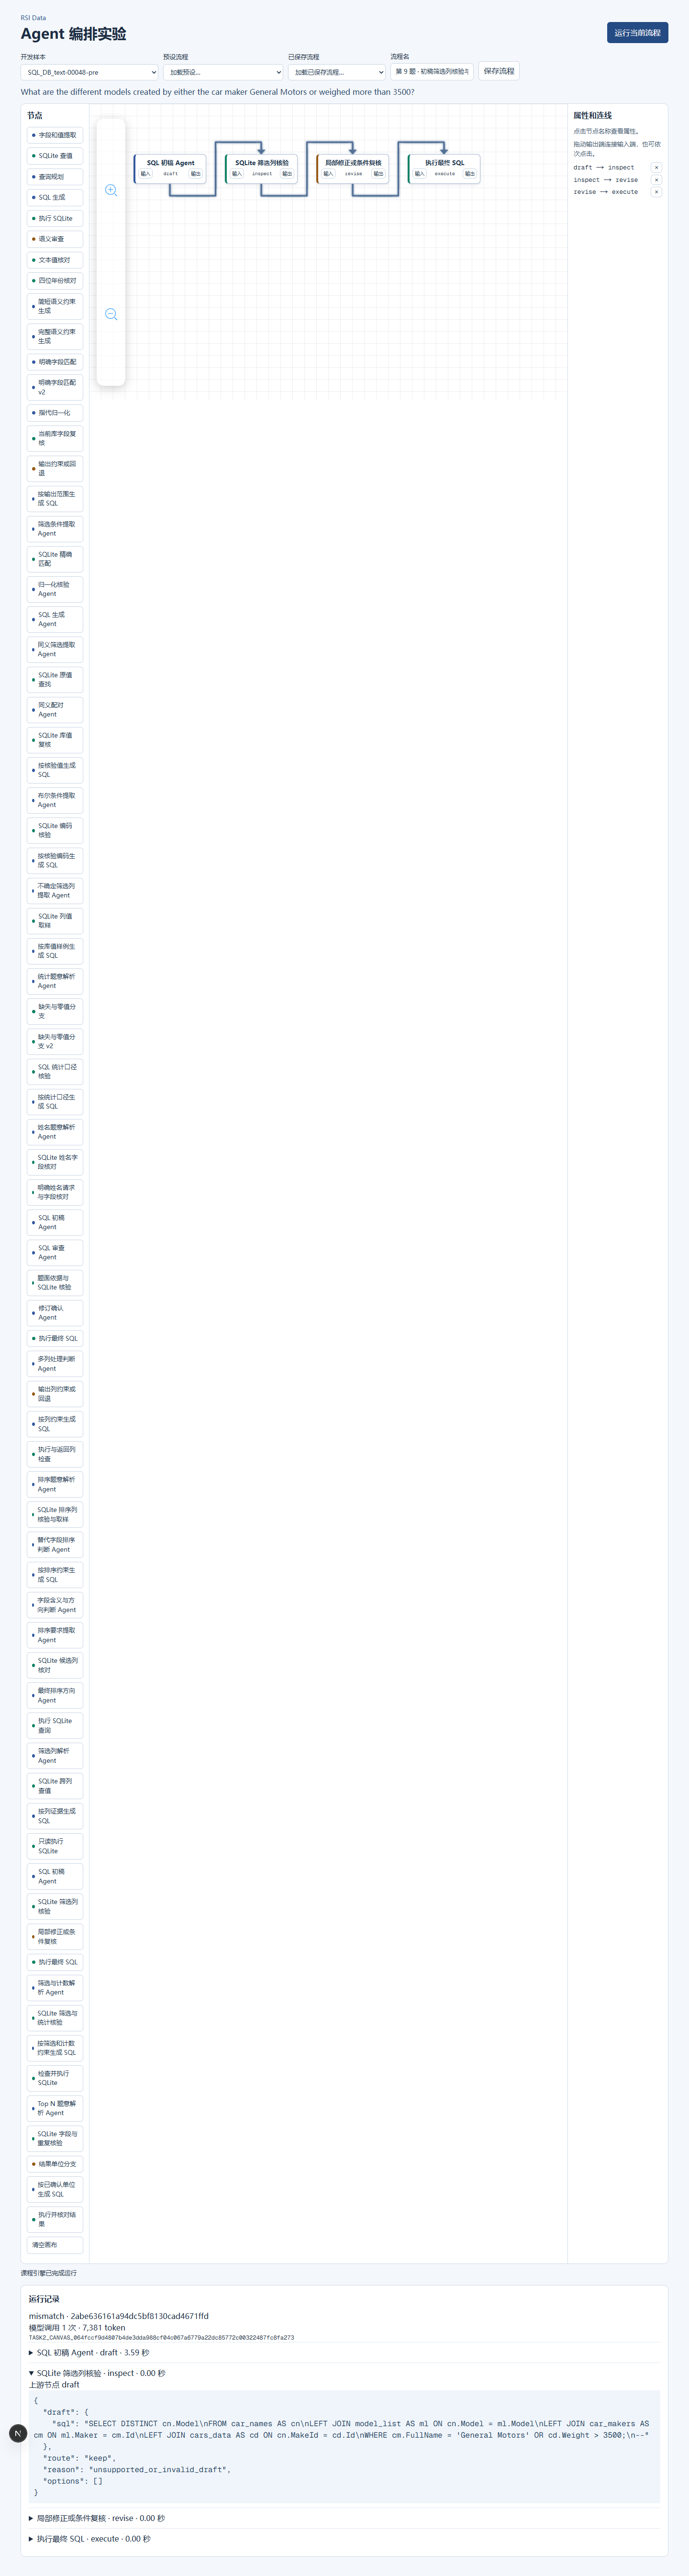 RSI Data
Agent 编排实验
运行当前流程
开发样本
预设流程
已保存流程
流程名
SQL_DB_text-00048-pre
加载预设...
加载已保存流程...
第 9 题 · 初稿筛选列核验与
保存流程
What are the different models created by either the car maker General Motors or weighed more than 3500?
节点
字段和值提取
SQLite 查值
查询规划
SQL 生成
执行 SQLite
语义审查
文本值核对
四位年份核对
简短语义约束
生成
完整语义约束
生成
明确字段匹配
明确字段匹配
v2
指代归一化
当前库字段复
核
输出约束或回
退
按输出范围生
成 SQL
筛选条件提取
Agent
SQLite 精确
匹配
归一化核验
Agent
SQL 生成
Agent
同义筛选提取
Agent
SQLite 原值
查找
同义配对
Agent
SQLite 库值
复核
按核验值生成
SQL
布尔条件提取
Agent
SQLite 编码
核验
按核验编码生
成 SQL
不确定筛选列
提取 Agent
SQLite 列值
取样
按库值样例生
成 SQL
统计题意解析
Agent
缺失与零值分
支
缺失与零值分
支 v2
SQL 统计口径
核验
按统计口径生
成 SQL
姓名题意解析
Agent
SQLite 姓名字
段核对
明确姓名请求
与字段核对
SQL 初稿
Agent
SQL 审查
Agent
题面依据与
SQLite 核验
修订确认
Agent
执行最终 SQL
多列处理判断
Agent
输出列约束或
回退
按列约束生成
SQL
执行与返回列
检查
排序题意解析
Agent
SQLite 排序列
核验与取样
替代字段排序
判断 Agent
按排序约束生
成 SQL
字段含义与方
向判断 Agent
排序要求提取
Agent
SQLite 候选列
核对
最终排序方向
Agent
执行 SQLite
查询
筛选列解析
Agent
SQLite 跨列
查值
按列证据生成
SQL
只读执行
SQLite
SQL 初稿
Agent
SQLite 筛选列
核验
局部修正或条
件复核
执行最终 SQL
筛选与计数解
析 Agent
SQLite 筛选与
统计核验
按筛选和计数
约束生成 SQL
检查并执行
SQLite
Top N 题意解
析 Agent
SQLite 字段与
重复核验
结果单位分支
按已确认单位
生成 SQL
执行并核对结
果
清空画布
SQL 初稿 Agent
输入 draft 输出
SQLite 筛选列核验
输入 inspect 输出
局部修正或条件复核
输入 revise 输出
执行最终 SQL
输入 execute 输出
属性和连线
点击节点名称查看属性。
拖动输出端连接输入端，也可依
次点击。
draft → inspect ×
inspect → revise ×
revise → execute ×
课程引擎已完成运行
运行记录
mismatch · 2abe636161a94dc5bf8130cad4671ffd
模型调用 1 次 · 7,381 token
TASK2_CANVAS_064fccf9d4807b4de3dda988cf04c067a6779a22dc85772c00322487fc8fa273
▶ SQL 初稿 Agent · draft · 3.59 秒
▼ SQLite 筛选列核验 · inspect · 0.00 秒
上游节点 draft
{
"draft": {
"sql": "SELECT DISTINCT cn.Model\nFROM car_names AS cn\nLEFT JOIN model_list AS ml ON cn.Model = ml.Model\nLEFT JOIN car_makers AS
cm ON ml.Maker = cm.Id\nLEFT JOIN cars_data AS cd ON cn.MakeId = cd.Id\nWHERE cm.FullName = 'General Motors' OR cd.Weight > 3500;\n--"
},
"route": "keep",
"reason": "unsupported_or_invalid_draft",
"options": []
}
▶ 局部修正或条件复核 · revise · 0.00 秒
▶ 执行最终 SQL · execute · 0.00 秒
N